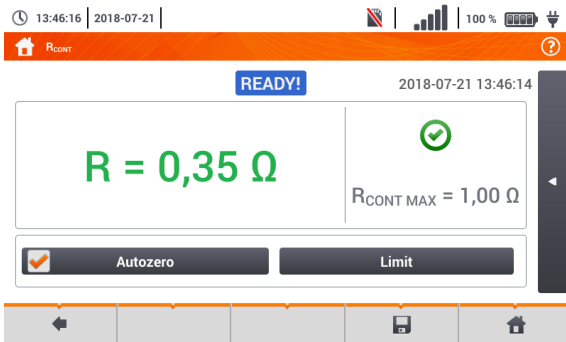 13:46:16 2018-07-21 100 %
RCONT
READY! 2018-07-21 13:46:14
R = 0,35 Ω
RCONT MAX = 1,00 Ω
Autozero Limit